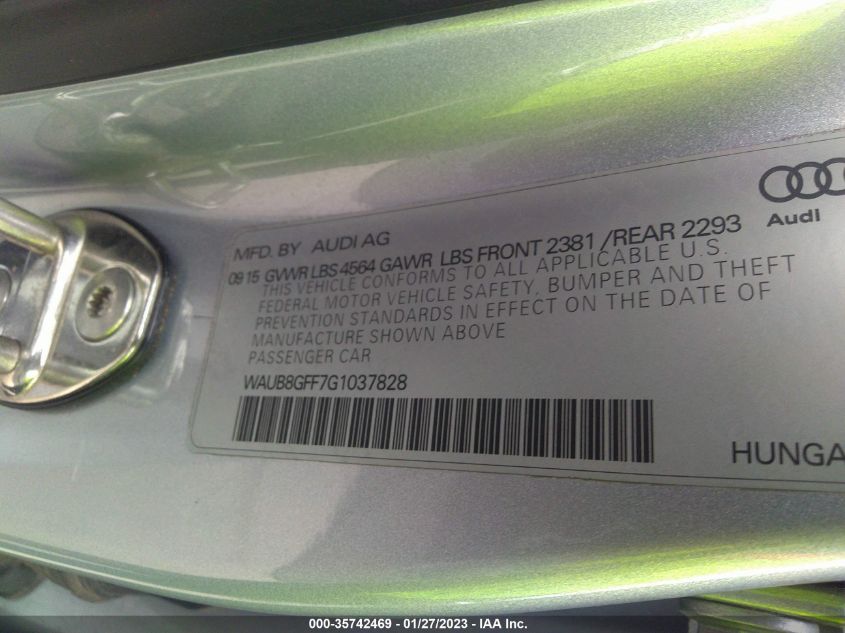 MFD. BY AUDI AG
09 15 GVWR LBS 4564 GAWR LBS FRONT 2381 /REAR 2293
THIS VEHICLE CONFORMS TO ALL APPLICABLE U.S.
FEDERAL MOTOR VEHICLE SAFETY, BUMPER AND THEFT
PREVENTION STANDARDS IN EFFECT ON THE DATE OF
MANUFACTURE SHOWN ABOVE
PASSENGER CAR
WAUB8GFF7G1037828
Audi
HUNGA
000-35742469 - 01/27/2023 - IAA Inc.